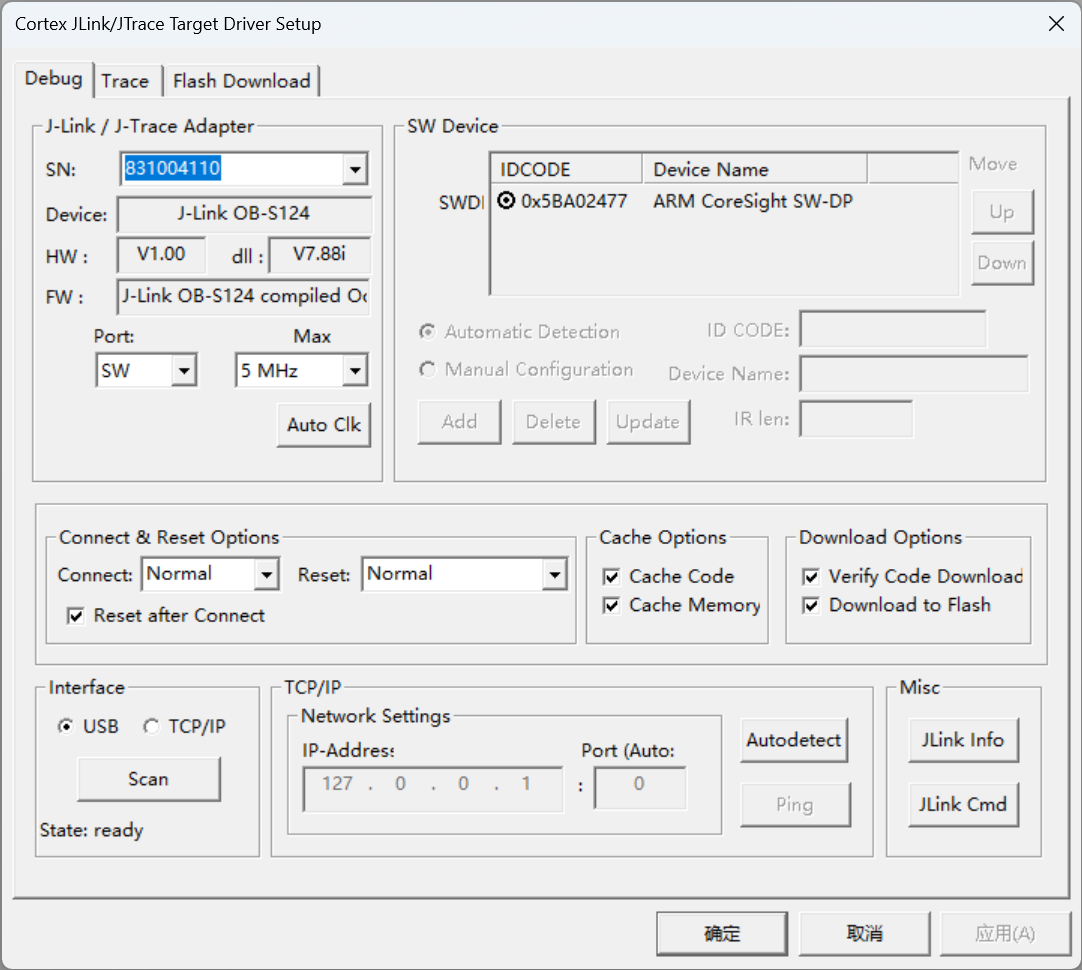 Cortex JLink/JTrace Target Driver Setup
Debug Trace Flash Download
J-Link / J-Trace Adapter
SN: 831004110
Device: J-Link OB-S124
HW : V1.00 dll : V7.88i
FW : J-Link OB-S124 compiled Oc
Port: Max
SW 5 MHz
Auto Clk
SW Device
IDCODE Device Name Move
SWDI 0x5BA02477 ARM CoreSight SW-DP
Up
Down
Automatic Detection ID CODE:
Manual Configuration Device Name:
Add Delete Update IR len:
Connect & Reset Options
Connect: Normal Reset: Normal
Reset after Connect
Cache Options
Cache Code
Cache Memory
Download Options
Verify Code Download
Download to Flash
Interface
USB TCP/IP
Scan
State: ready
TCP/IP
Network Settings
IP-Address Port (Auto:
127 . 0 . 0 . 1 : 0
Autodetect
Ping
Misc
JLink Info
JLink Cmd
确定 取消 应用(A)